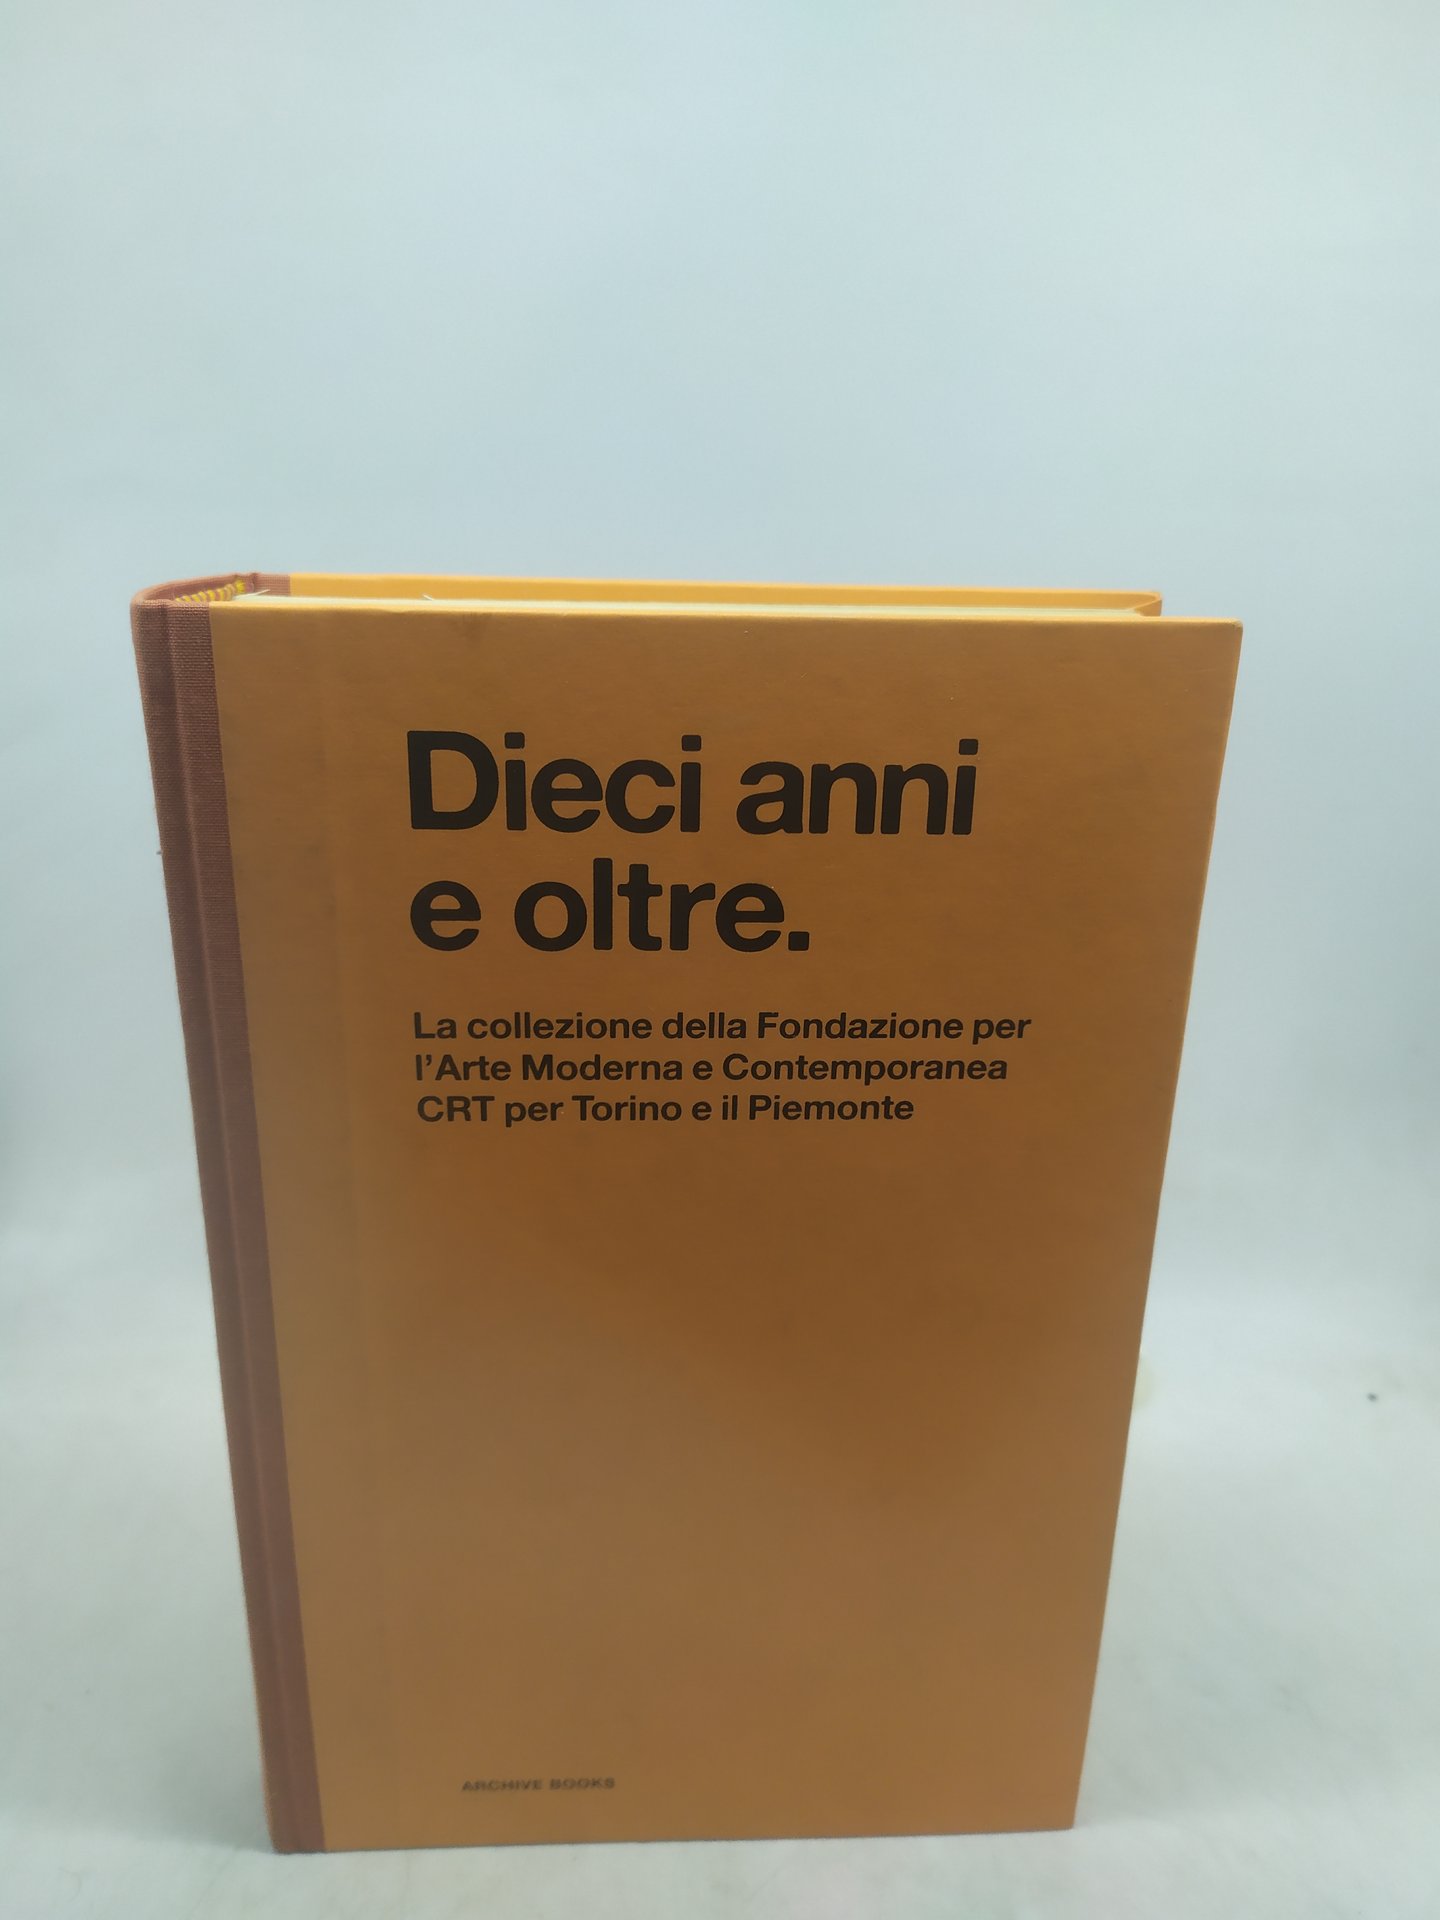 Dieci anni
e oltre.
La collezione della Fondazione per
l’Arte Moderna e Contemporanea
CRT per Torino e il Piemonte
ARCHIVE BOOKS